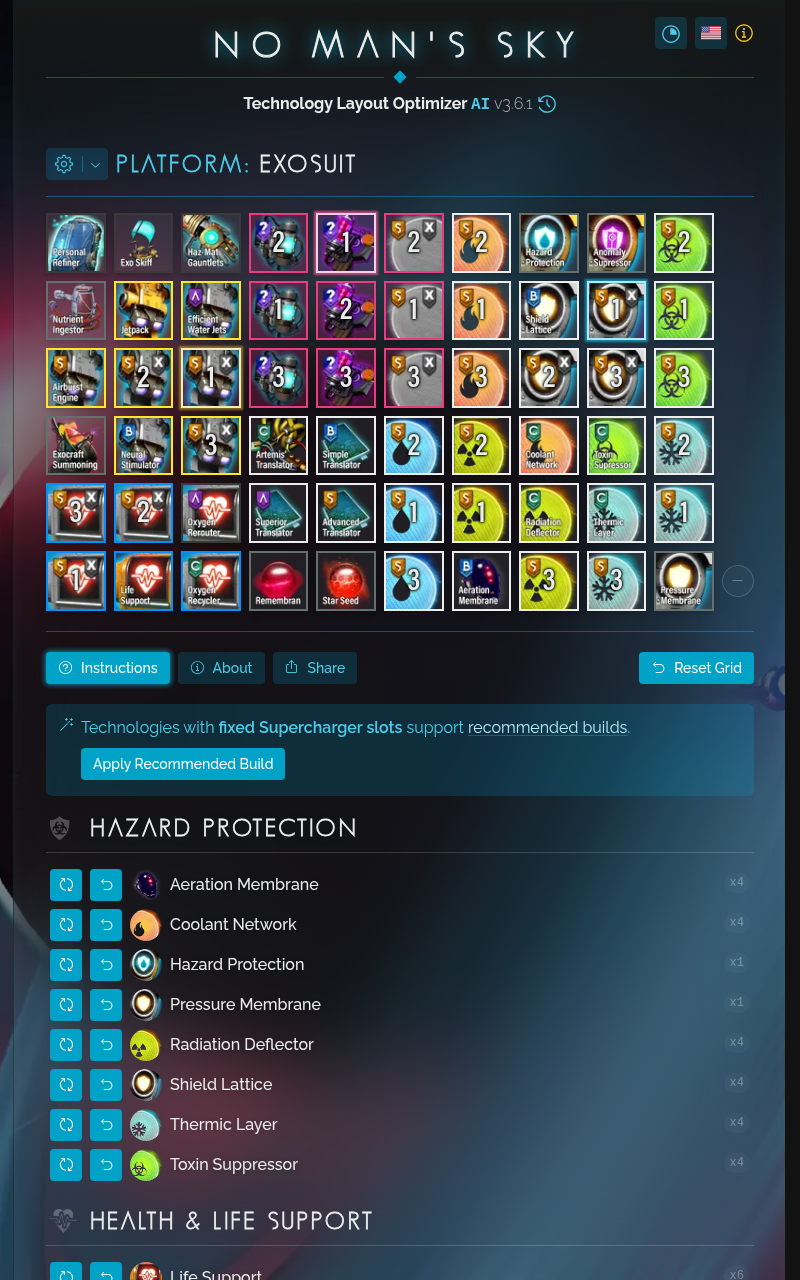 NO MAN'S SKY
Technology Layout Optimizer AI v3.6.1
PLATFORM: EXOSUIT
Personal Refiner
Exo Skiff
Haz-Mat Gauntlets
? 2
? 1
S 2 X
S 2
Hazard Protection
Anomaly Supressor
S 2
Nutrient Ingestor
Jetpack
A Efficient Water Jets
? 1
? 2
S 1 X
S 1
B Shield Lattice
S 1 X
S 1
S Airburst Engine
S 2 X
S 1 X
? 3
? 3
S 3 X
S 3
S 2 X
S 3 X
S 3
Exocraft Summoning
B Neural Stimulator
S 3 X
C Artemis' Translator
B Simple Translator
S 2
S 2
C Coolant Network
C Toxin Supressor
S 2
S 3 X
S 2 X
A Oxygen Rerouter
A Superior Translator
S Advanced Translator
S 1
S 1
C Radiation Deflector
C Thermic Layer
S 1
S 1 X
Life Support
C Oxygen Recycler
Remembran
Star Seed
S 3
B Aeration Membrane
S 3
S 3
Pressure Membrane
Instructions
About
Share
Reset Grid
Technologies with fixed Supercharger slots support recommended builds.
Apply Recommended Build
HAZARD PROTECTION
Aeration Membrane x4
Coolant Network x4
Hazard Protection x1
Pressure Membrane x1
Radiation Deflector x4
Shield Lattice x4
Thermic Layer x4
Toxin Suppressor x4
HEALTH & LIFE SUPPORT
Life Support x6